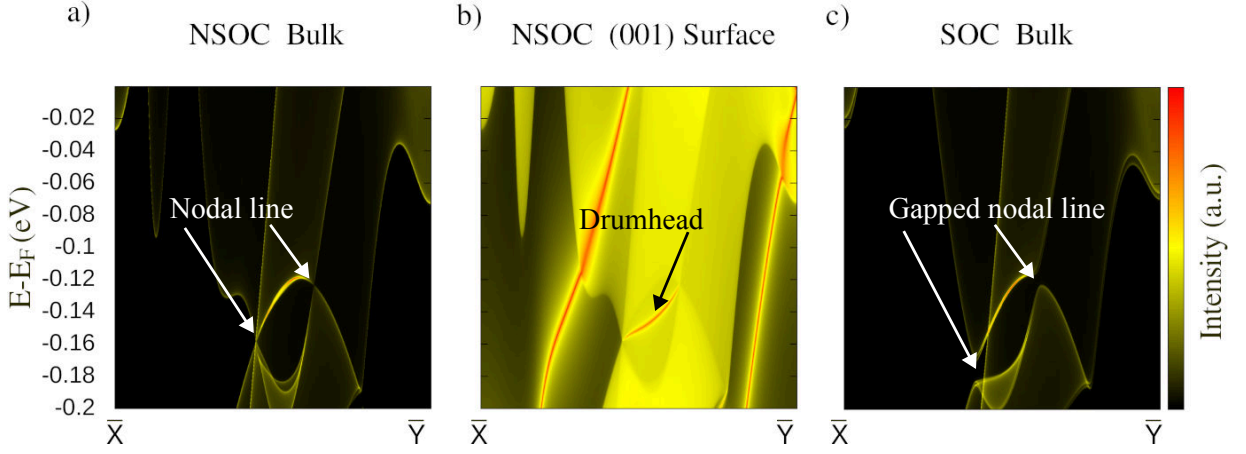 a)
NSOC Bulk
b)
NSOC (001) Surface
c)
SOC Bulk
E-E_F (eV)
-0.02
-0.04
-0.06
-0.08
-0.1
-0.12
-0.14
-0.16
-0.18
-0.2
Nodal line
X̅
Y̅
Drumhead
X̅
Y̅
Gapped nodal line
X̅
Y̅
Intensity (a.u.)